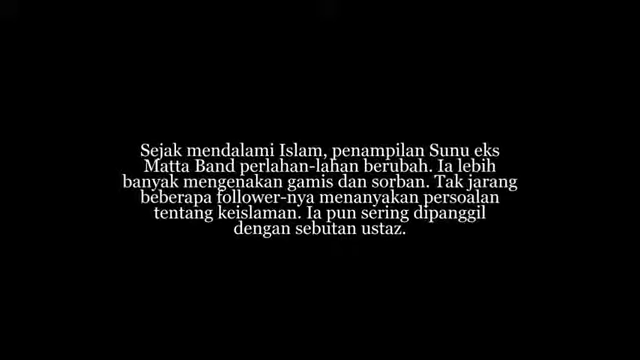 Sejak mendalami Islam, penampilan Sunu eks
Matta Band perlahan-lahan berubah. Ia lebih
banyak mengenakan gamis dan sorban. Tak jarang
beberapa follower-nya menanyakan persoalan
tentang keislaman. Ia pun sering dipanggil
dengan sebutan ustaz.